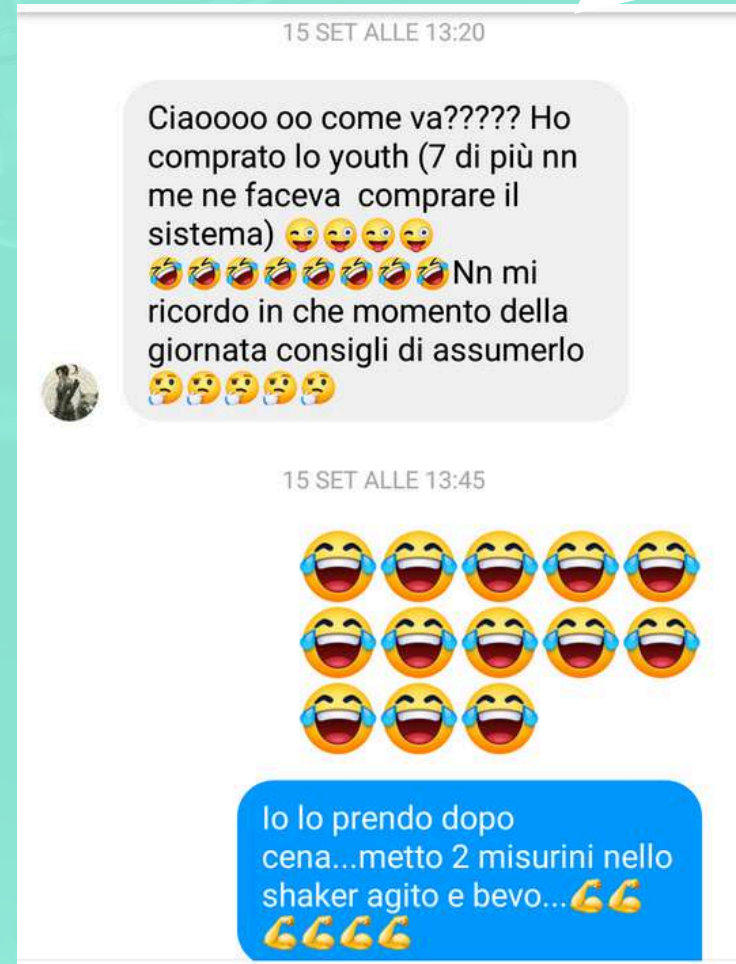 15 SET ALLE 13:20
Ciaoooo oo come va????? Ho
comprato lo youth (7 di più nn
me ne faceva comprare il
sistema) 😜😜😜😜
🤣🤣🤣🤣🤣🤣🤣🤣Nn mi
ricordo in che momento della
giornata consigli di assumerlo
🤔🤔🤔🤔🤔
15 SET ALLE 13:45
😂😂😂😂😂
😂😂😂😂😂
😂😂😂
Io lo prendo dopo
cena...metto 2 misurini nello
shaker agito e bevo...💪💪
💪💪💪💪